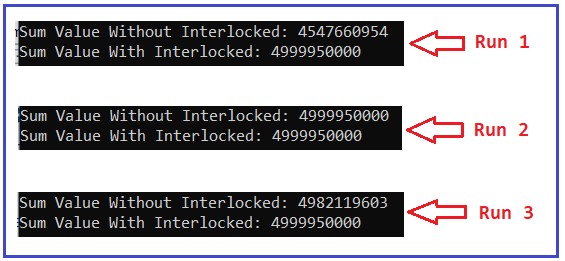 Sum Value Without Interlocked: 4547660954
Sum Value With Interlocked: 4999950000
Run 1
Sum Value Without Interlocked: 4999950000
Sum Value With Interlocked: 4999950000
Run 2
Sum Value Without Interlocked: 4982119603
Sum Value With Interlocked: 4999950000
Run 3